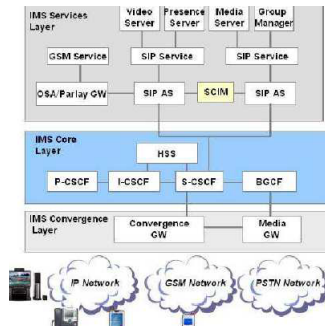 IMS Services
Layer
Video
Server
Presence
Server
Media
Server
Group
Manager
GSM Service
SIP Service
SIP Service
OSA/Parlay GW
SIP AS
SCIM
SIP AS
IMS Core
Layer
HSS
P-CSCF
I-CSCF
S-CSCF
BGCF
IMS Convergence
Layer
Convergence
GW
Media
GW
IP Network
GSM Network
PSTN Network